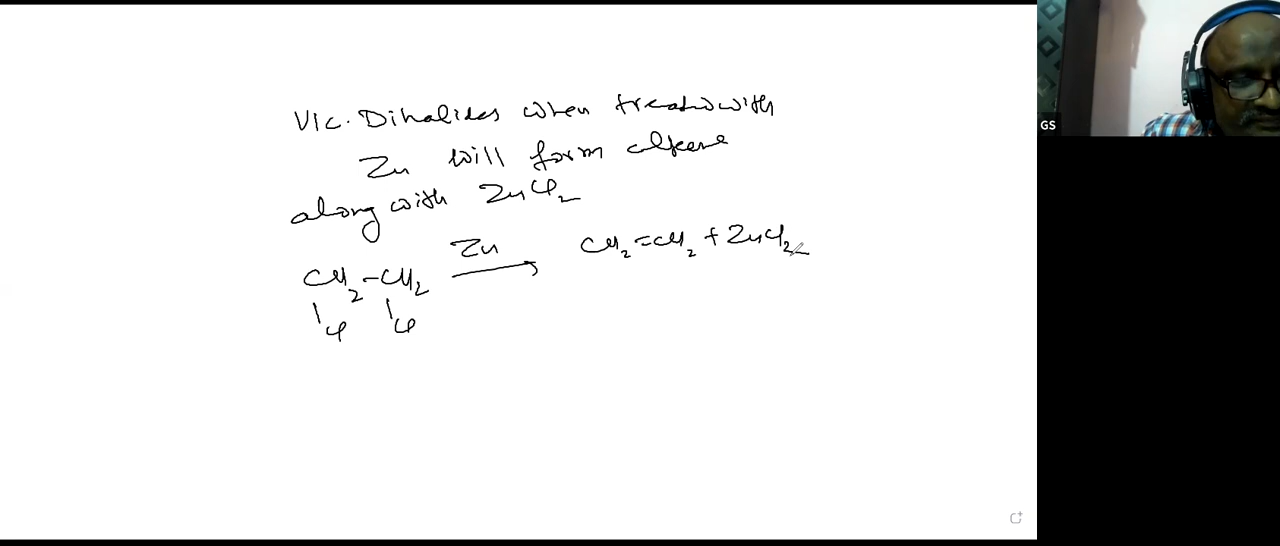 Vic. Dihalides when treated with
Zn will form alkene
along with ZnCl₂
CH₂-CH₂ Zn → CH₂=CH₂ + ZnCl₂
| Cl | Cl
GS